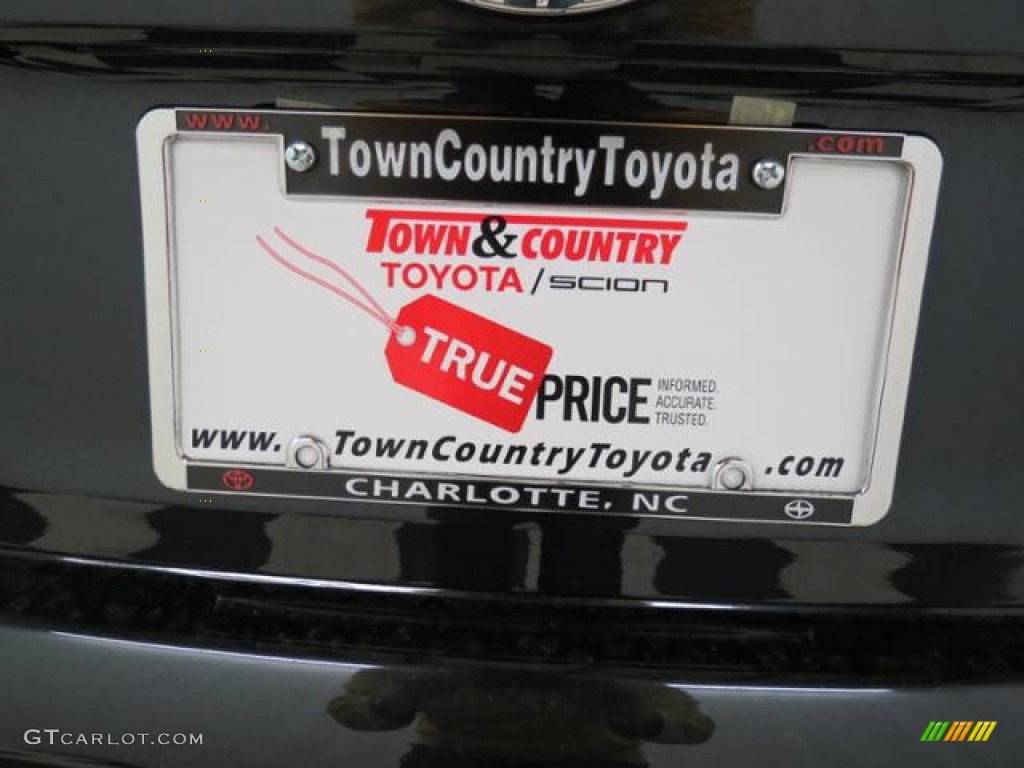 www. .com
TownCountryToyota
TOWN & COUNTRY
TOYOTA / SCION
TRUE PRICE INFORMED.
ACCURATE.
TRUSTED.
www.TownCountryToyota.com
CHARLOTTE, NC
GTCARLOT.COM